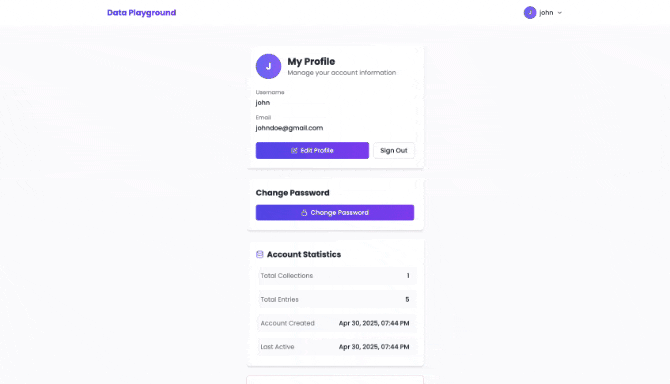 Data Playground
J john
J
My Profile
Manage your account information
Username
john
Email
johndoe@gmail.com
Edit Profile
Sign Out
Change Password
Change Password
Account Statistics
Total Collections 1
Total Entries 5
Account Created Apr 30, 2025, 07:44 PM
Last Active Apr 30, 2025, 07:44 PM